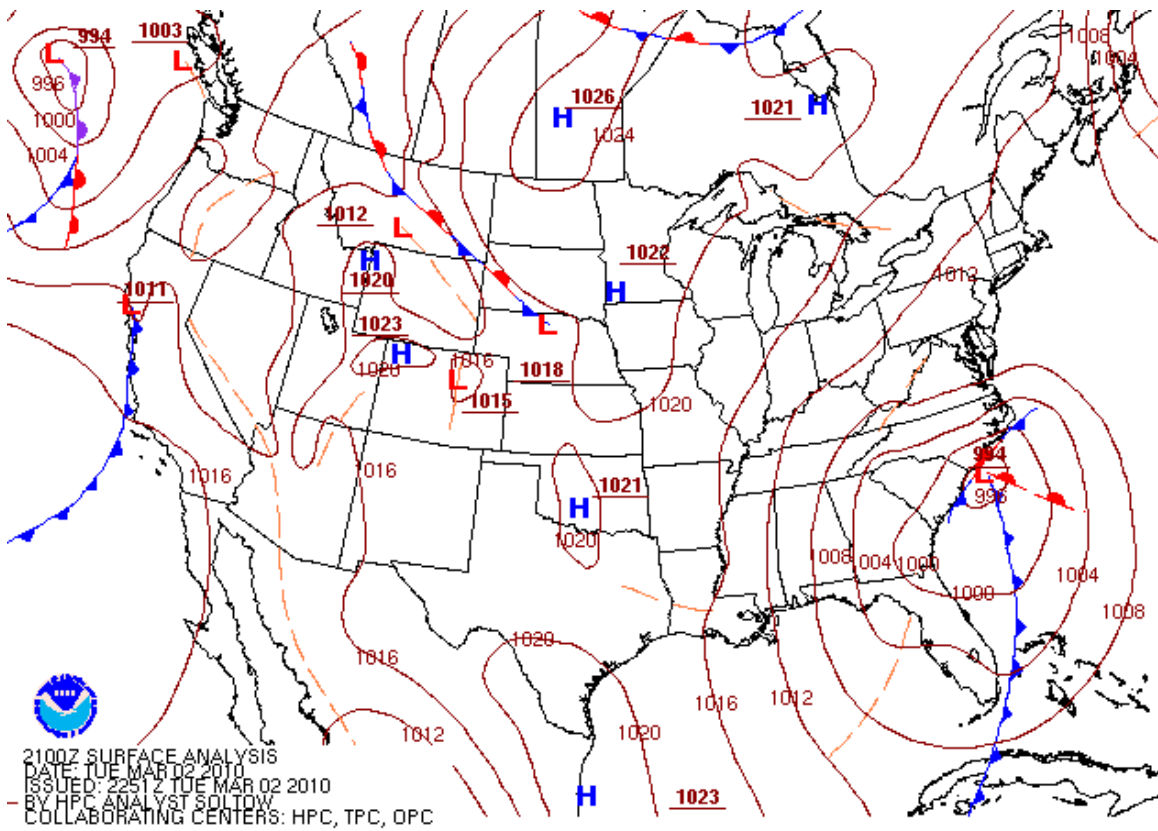 994 1003 1008
L L 1004
996 1026 1021
H H
1000 1024
1004
1012 L 1022
H 1012
1020 H
1011 L
1023 H L
1020 1016 1018
L 1015 1020
994
L
1016 1016 1021 996
H
1020 1008 004 1000 1004
1000 1008
1020
1016 1016 1012
1012 1020
H 1023
2100Z SURFACE ANALYSIS
DATE: TUE MAR 02 2010
ISSUED: 2251Z TUE MAR 02 2010
BY HPC ANALYST SOLTOW
COLLABORATING CENTERS: HPC, TPC, OPC